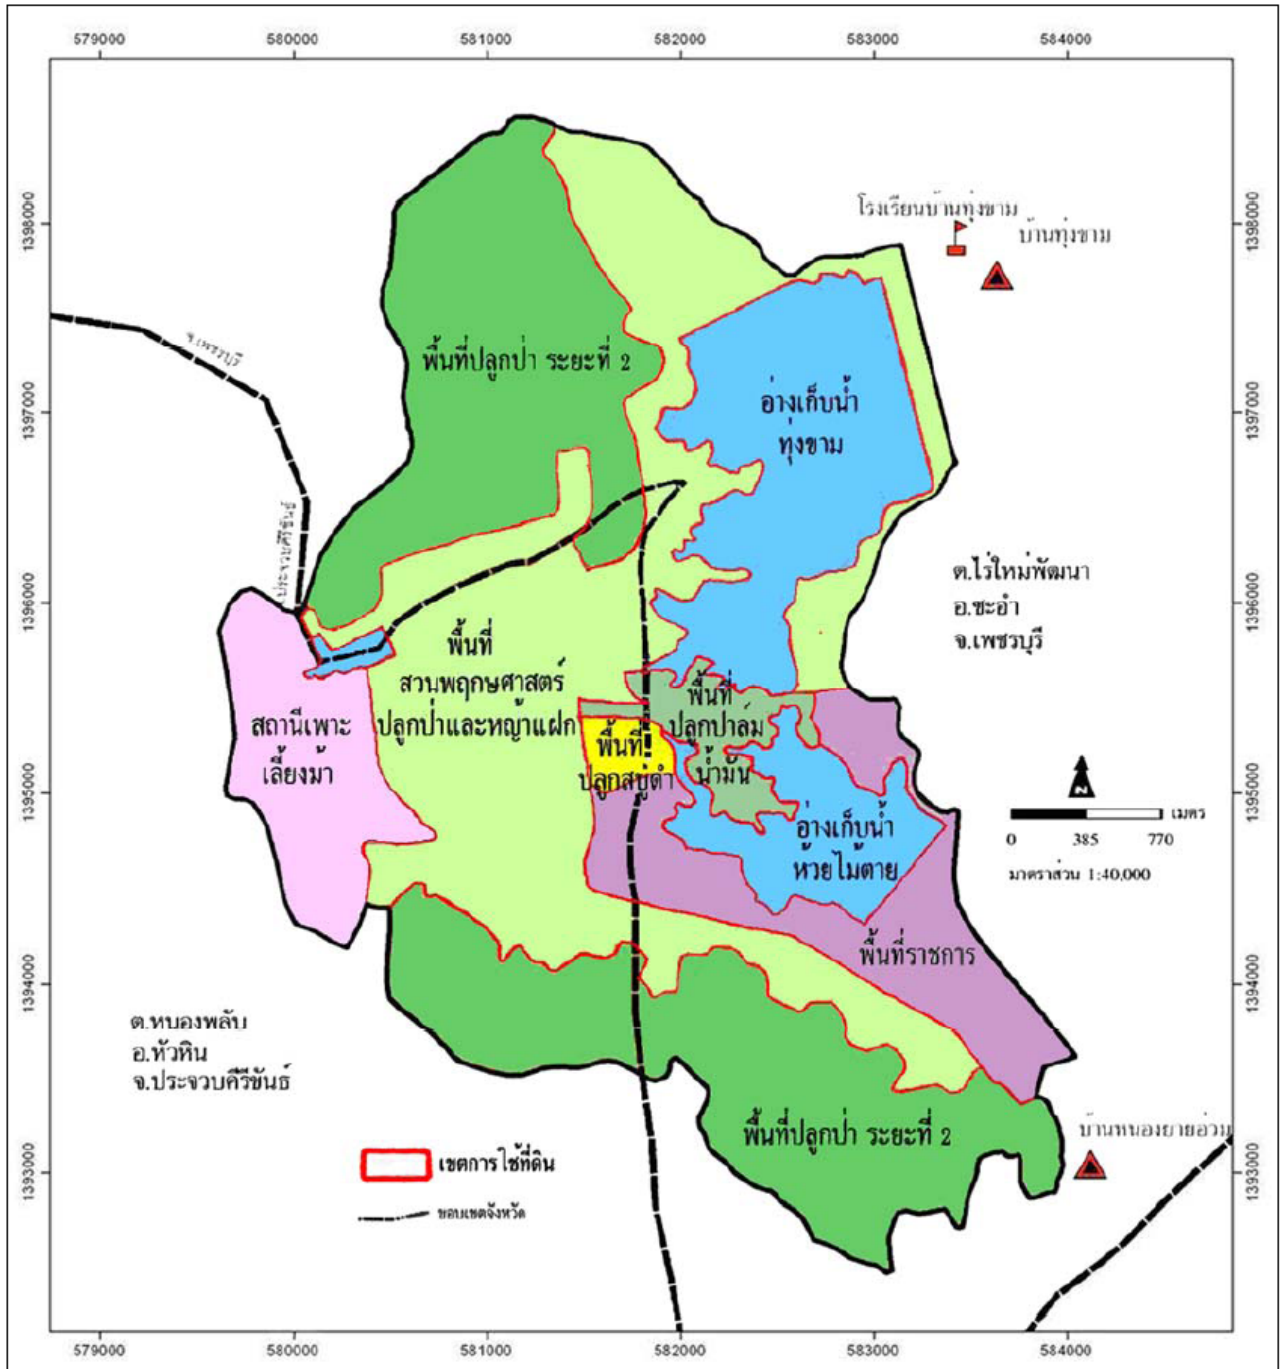 579000 580000 581000 582000 583000 584000
1398000
1398000
โรงเรียนบ้านทุ่งขาม
บ้านทุ่งขาม
จ.เพชรบุรี
พื้นที่ปลูกป่า ระยะที่ 2
1397000
1397000
อ่างเก็บน้ำ
ทุ่งขาม
ประจวบคีรีขันธ์
ต.ไร่ใหม่พัฒนา
อ.ชะอำ
จ.เพชรบุรี
1396000
1396000
พื้นที่
สวนพฤกษศาสตร์
ปลูกป่าและหญ้าแฝก
สถานีเพาะ
เลี้ยงม้า
พื้นที่
ปลูกปาล์ม
น้ำมัน
พื้นที่
ปลูกสบู่ดำ
1395000
1395000
อ่างเก็บน้ำ
ห้วยไม้ตาย
N
เมตร
0 385 770
มาตราส่วน 1:40,000
พื้นที่ราชการ
1394000
1394000
ต.หนองพลับ
อ.หัวหิน
จ.ประจวบคีรีขันธ์
พื้นที่ปลูกป่า ระยะที่ 2
บ้านหนองยายอ่วม
1393000
1393000
เขตการใช้ที่ดิน
ขอบเขตจังหวัด
579000 580000 581000 582000 583000 584000